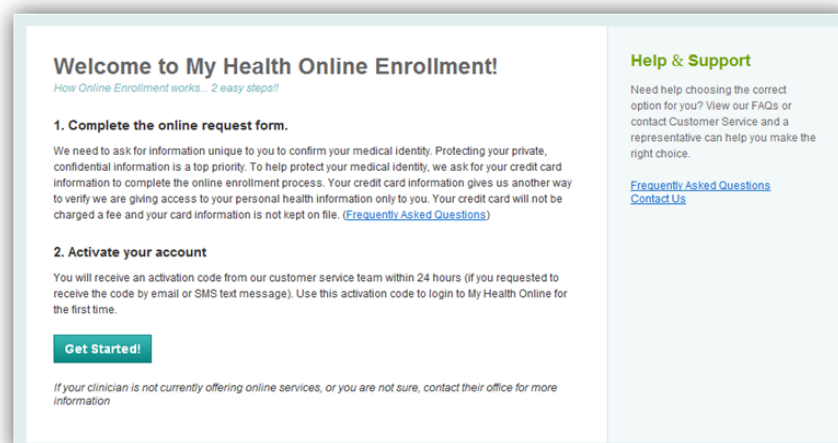 Welcome to My Health Online Enrollment!
How Online Enrollment works... 2 easy steps!!
1. Complete the online request form.
We need to ask for information unique to you to confirm your medical identity. Protecting your private,
confidential information is a top priority. To help protect your medical identity, we ask for your credit card
information to complete the online enrollment process. Your credit card information gives us another way
to verify we are giving access to your personal health information only to you. Your credit card will not be
charged a fee and your card information is not kept on file. (Frequently Asked Questions)
2. Activate your account
You will receive an activation code from our customer service team within 24 hours (if you requested to
receive the code by email or SMS text message). Use this activation code to login to My Health Online for
the first time.
Get Started!
If your clinician is not currently offering online services, or you are not sure, contact their office for more
information
Help & Support
Need help choosing the correct
option for you? View our FAQs or
contact Customer Service and a
representative can help you make the
right choice.
Frequently Asked Questions
Contact Us